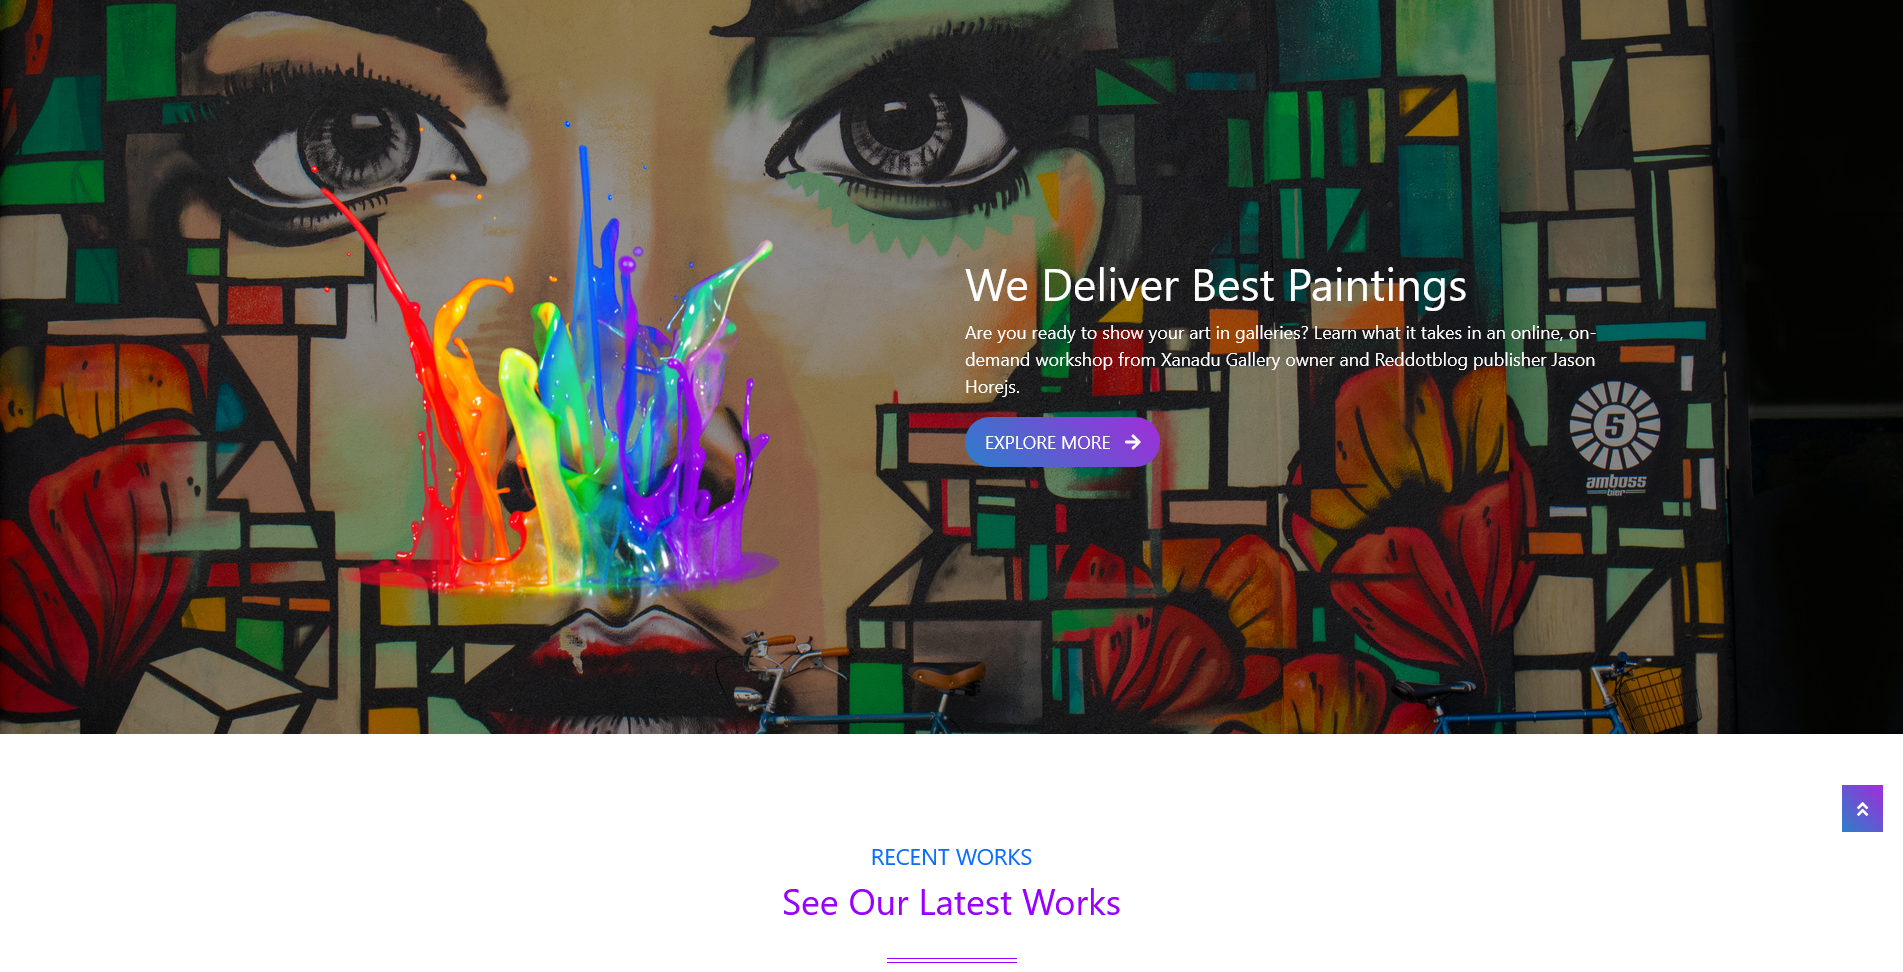 We Deliver Best Paintings
Are you ready to show your art in galleries? Learn what it takes in an online, on-
demand workshop from Xanadu Gallery owner and Reddotblog publisher Jason
Horejs.
EXPLORE MORE
5
amboss
bier
RECENT WORKS
See Our Latest Works